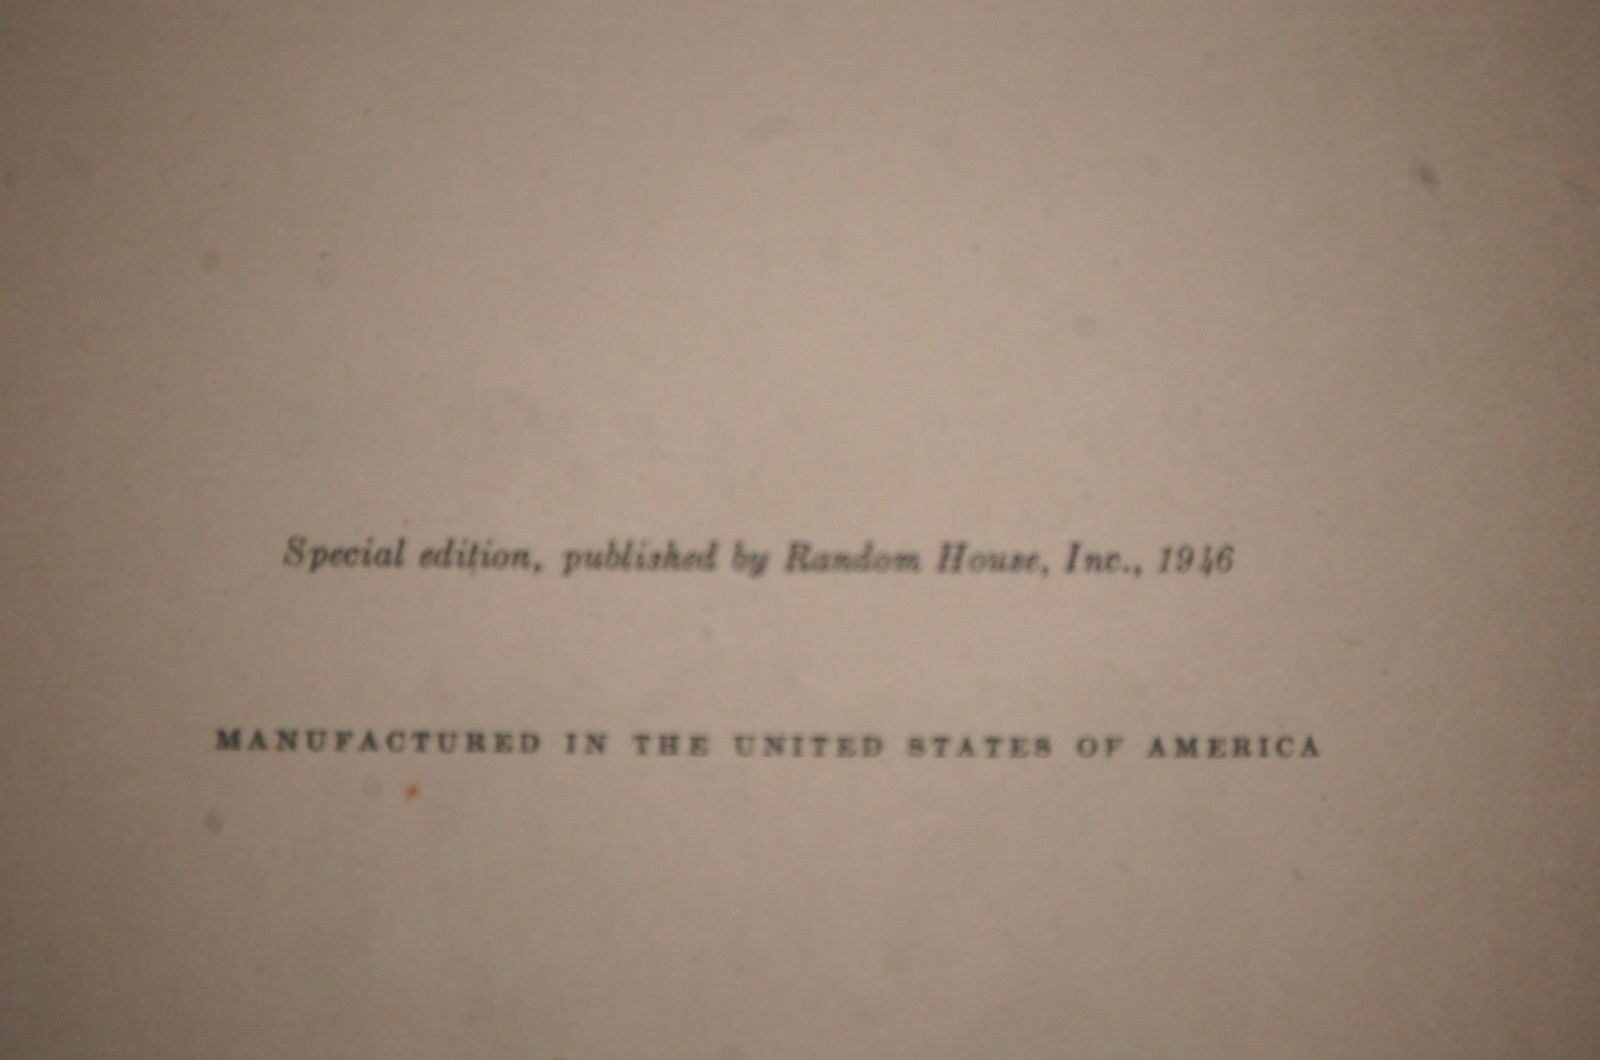 Special edition, published by Random House, Inc., 1946
MANUFACTURED IN THE UNITED STATES OF AMERICA